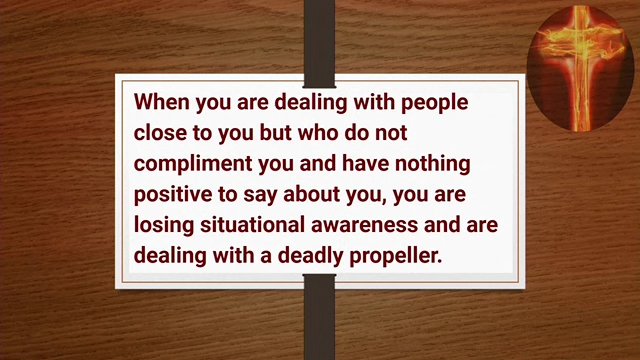 When you are dealing with people
close to you but who do not
compliment you and have nothing
positive to say about you, you are
losing situational awareness and are
dealing with a deadly propeller.